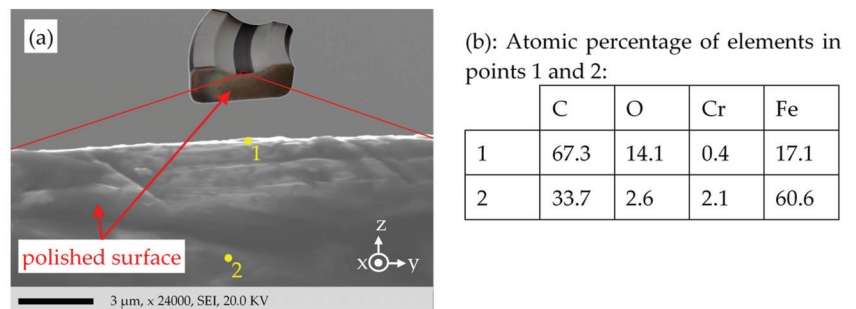 (a)
1
2
polished surface
z
x
y
3 μm, x 24000, SEI, 20.0 KV
(b): Atomic percentage of elements in
points 1 and 2:
C O Cr Fe
1 67.3 14.1 0.4 17.1
2 33.7 2.6 2.1 60.6